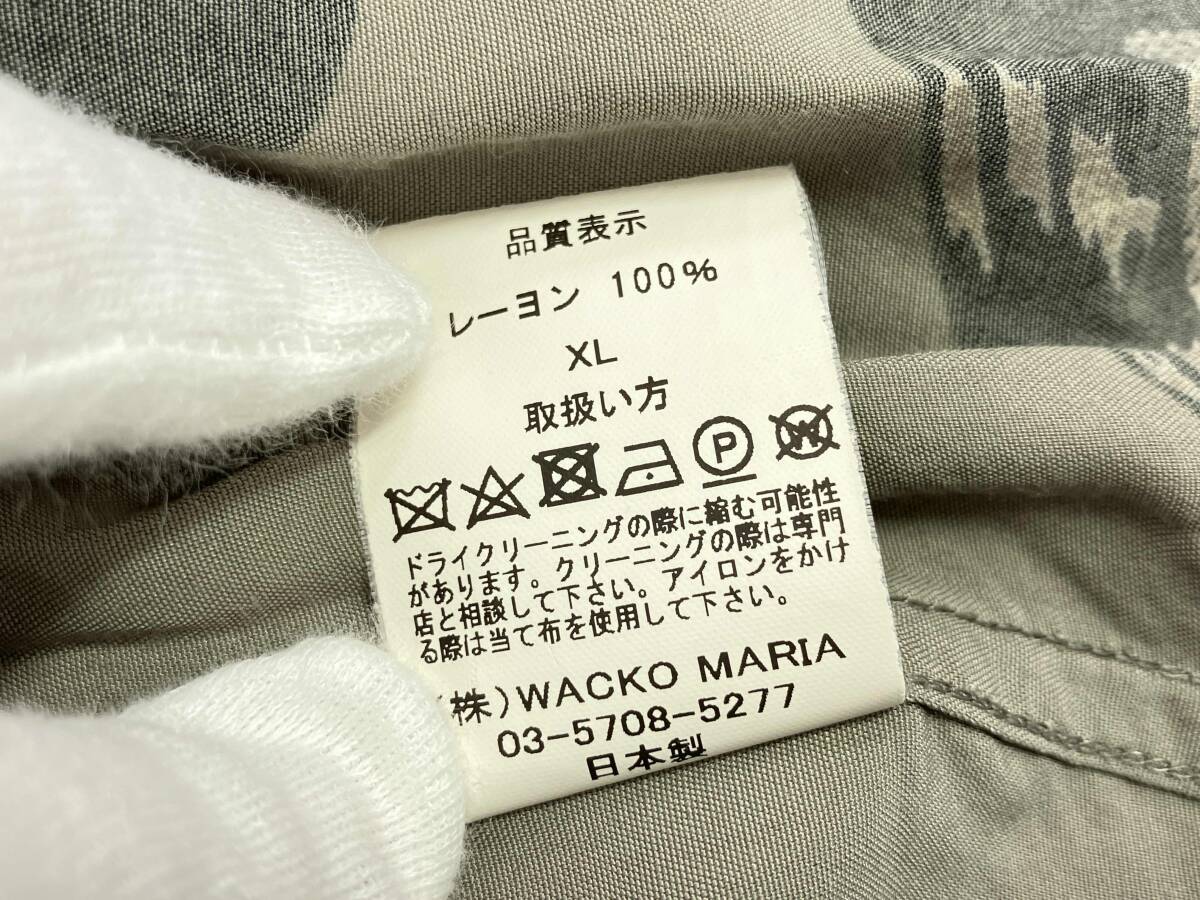 品質表示
レーヨン 100%
XL
取扱い方
P W
ドライクリーニングの際に縮む可能性
があります。クリーニングの際は専門
店と相談して下さい。アイロンをかけ
る際は当て布を使用して下さい。
(株)WACKO MARIA
03-5708-5277
日本製